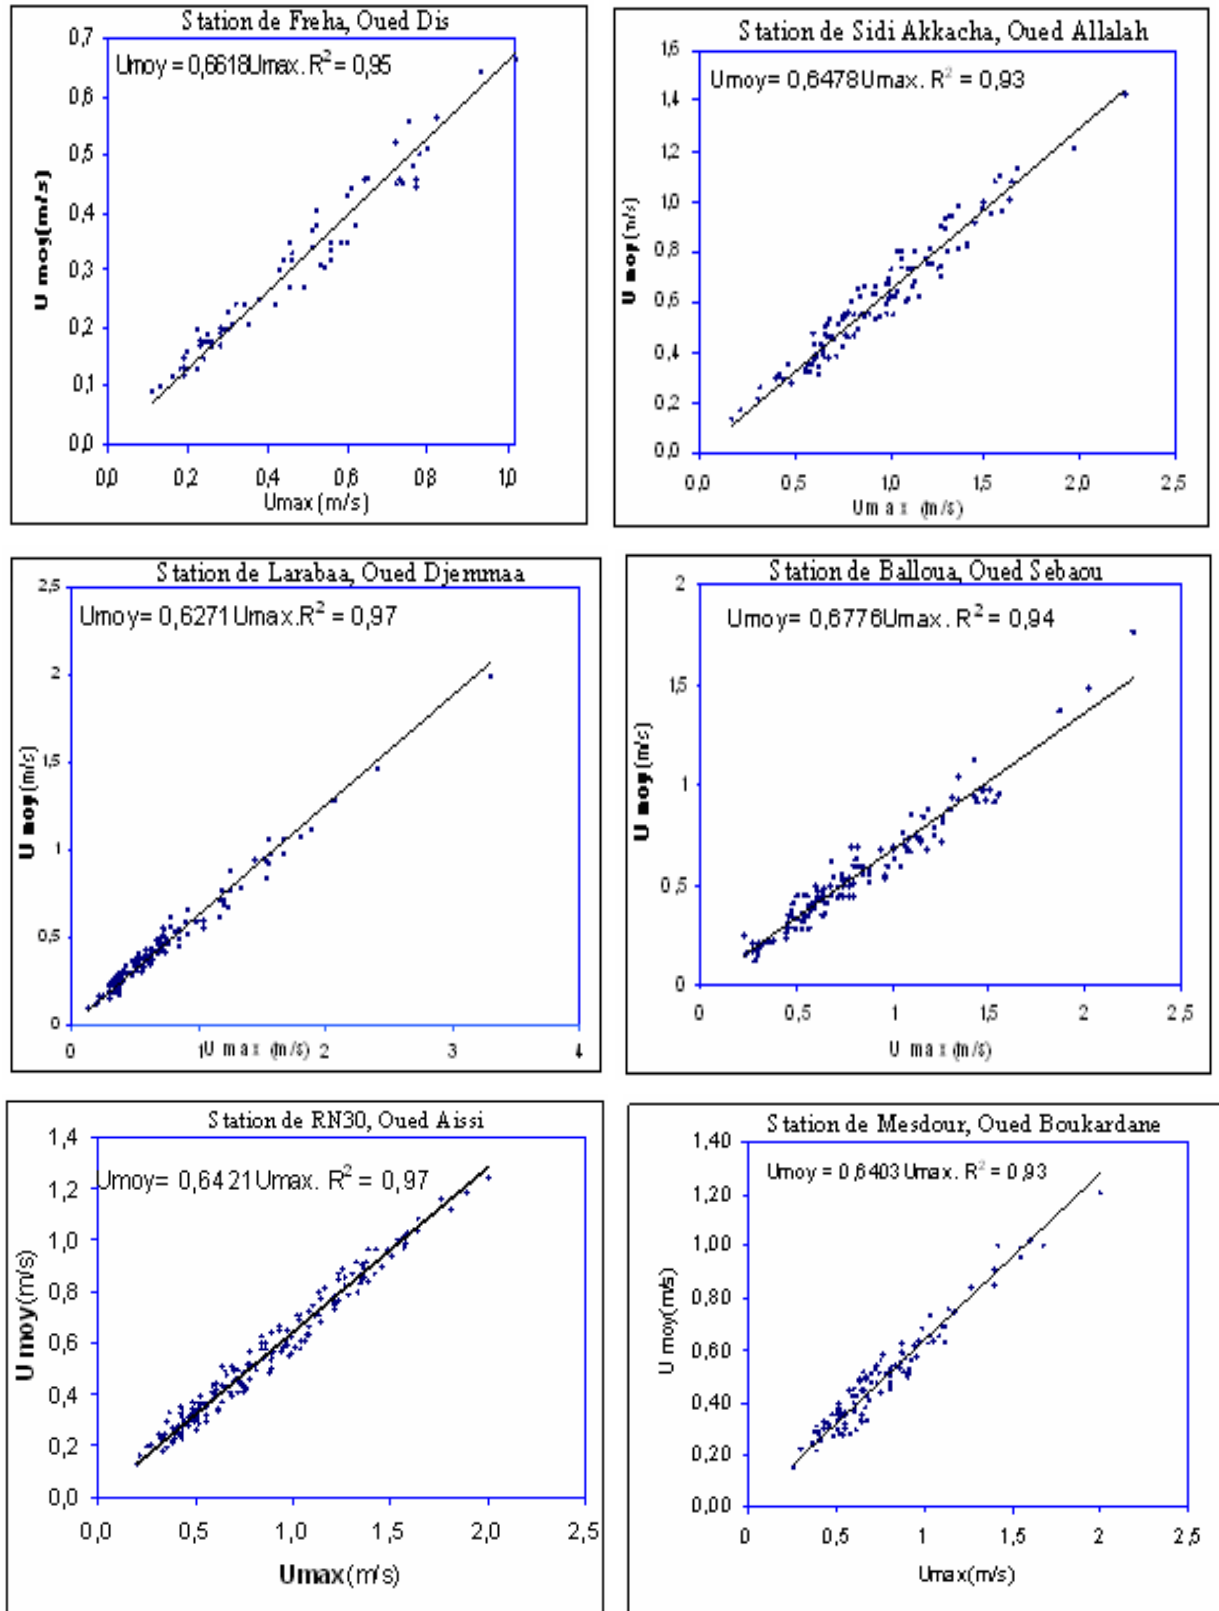 Station de Freha, Oued Dis
0,7
Umoy = 0,6618Umax. R² = 0,95
0,6
0,5
0,4
0,3
0,2
0,1
0,0
U moy(m/s)
0,0 0,2 0,4 0,6 0,8 1,0
Umax (m/s)
Station de Sidi Akkacha, Oued Allalah
1,6
Umoy= 0,6478Umax. R² = 0,93
1,4
1,2
1,0
0,8
0,6
0,4
0,2
0,0
U moy(m/s)
0,0 0,5 1,0 1,5 2,0 2,5
Umax (m/s)
Station de Larabaa, Oued Djemmaa
2,5
Umoy= 0,6271Umax.R² = 0,97
2
1,5
1
0,5
0
U moy(m/s)
0 1 2 3 4
U max (m/s)
Station de Balloua, Oued Sebaou
2
Umoy= 0,6776Umax. R² = 0,94
1,5
1
0,5
0
U moy(m/s)
0 0,5 1 1,5 2 2,5
U max (m/s)
Station de RN30, Oued Aissi
1,4
Umoy= 0,6421Umax. R² = 0,97
1,2
1,0
0,8
0,6
0,4
0,2
0,0
U moy(m/s)
0,0 0,5 1,0 1,5 2,0 2,5
Umax(m/s)
Station de Mesdour, Oued Boukardane
1,40
Umoy = 0,6403Umax. R² = 0,93
1,20
1,00
0,80
0,60
0,40
0,20
0,00
U moy(m/s)
0 0,5 1 1,5 2 2,5
Umax(m/s)